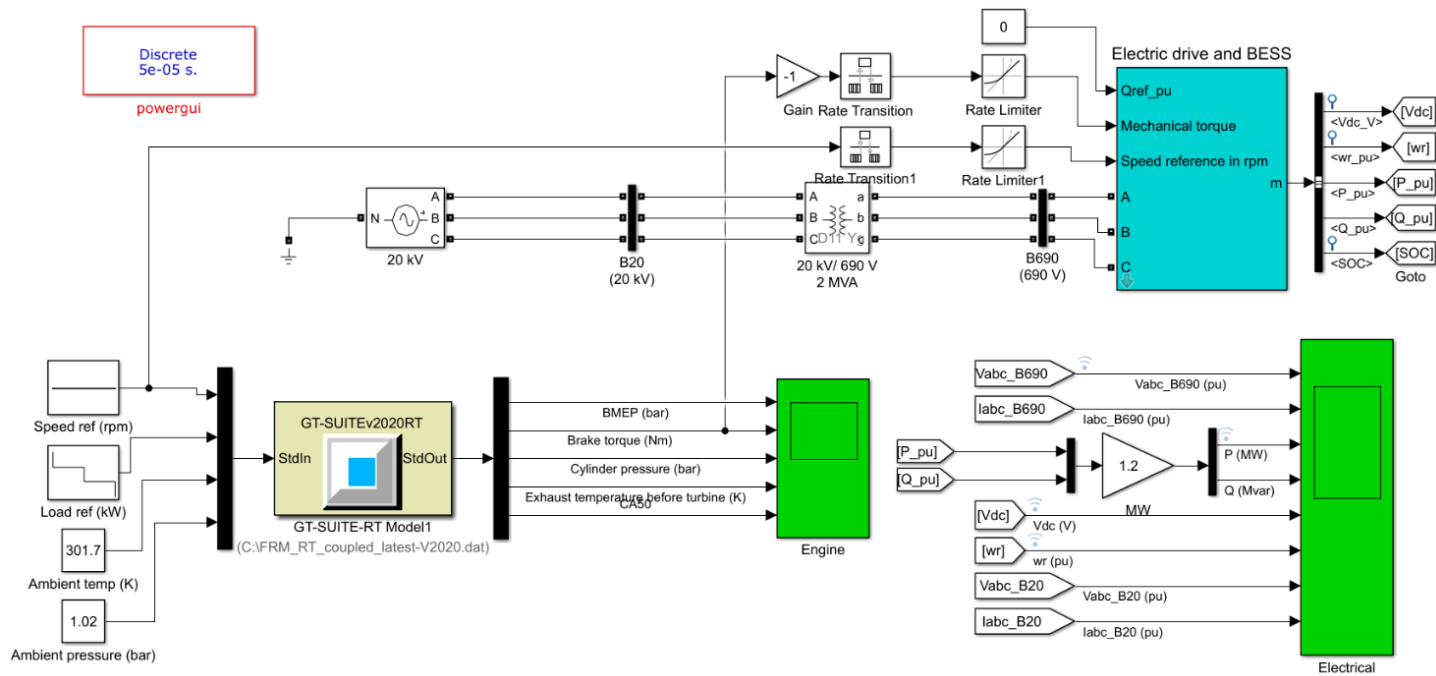 Discrete
5e-05 s.
powergui
-1
Gain
Rate Transition
Rate Limiter
0
Electric drive and BESS
Qref_pu
Mechanical torque
Speed reference in rpm
m
A
B
C
Rate Transition1
Rate Limiter1
<Vdc_V>
[Vdc]
<wr_pu>
[wr]
<P_pu>
[P_pu]
<Q_pu>
[Q_pu]
<SOC>
[SOC]
Goto
N
A
B
C
20 kV
B20
(20 kV)
A
B
C
a
b
c
D11 Yg
20 kV/ 690 V
2 MVA
B690
(690 V)
Speed ref (rpm)
Load ref (kW)
301.7
Ambient temp (K)
1.02
Ambient pressure (bar)
GT-SUITEv2020RT
StdIn
StdOut
GT-SUITE-RT Model1
(C:\FRM_RT_coupled_latest-V2020.dat)
BMEP (bar)
Brake torque (Nm)
Cylinder pressure (bar)
Exhaust temperature before turbine (K)
CA50
Engine
Vabc_B690
Vabc_B690 (pu)
Iabc_B690
Iabc_B690 (pu)
[P_pu]
[Q_pu]
1.2
MW
P (MW)
Q (Mvar)
[Vdc]
Vdc (V)
[wr]
wr (pu)
Vabc_B20
Vabc_B20 (pu)
Iabc_B20
Iabc_B20 (pu)
Electrical